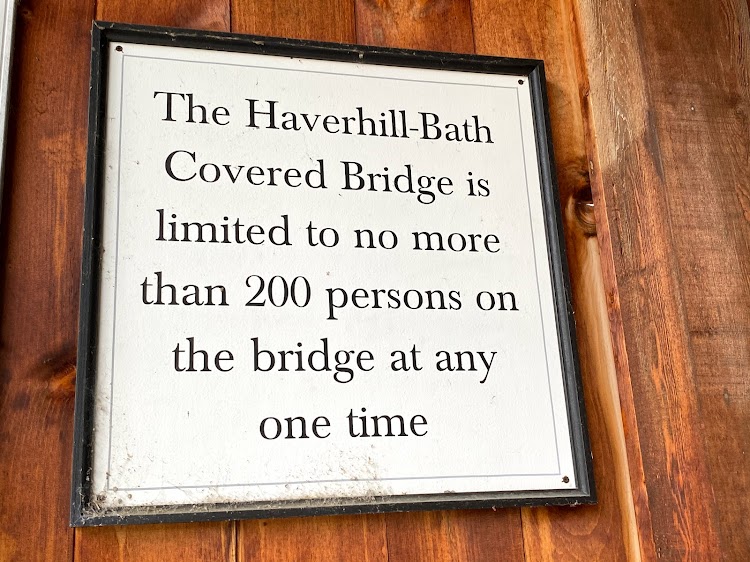 The Haverhill-Bath
Covered Bridge is
limited to no more
than 200 persons on
the bridge at any
one time